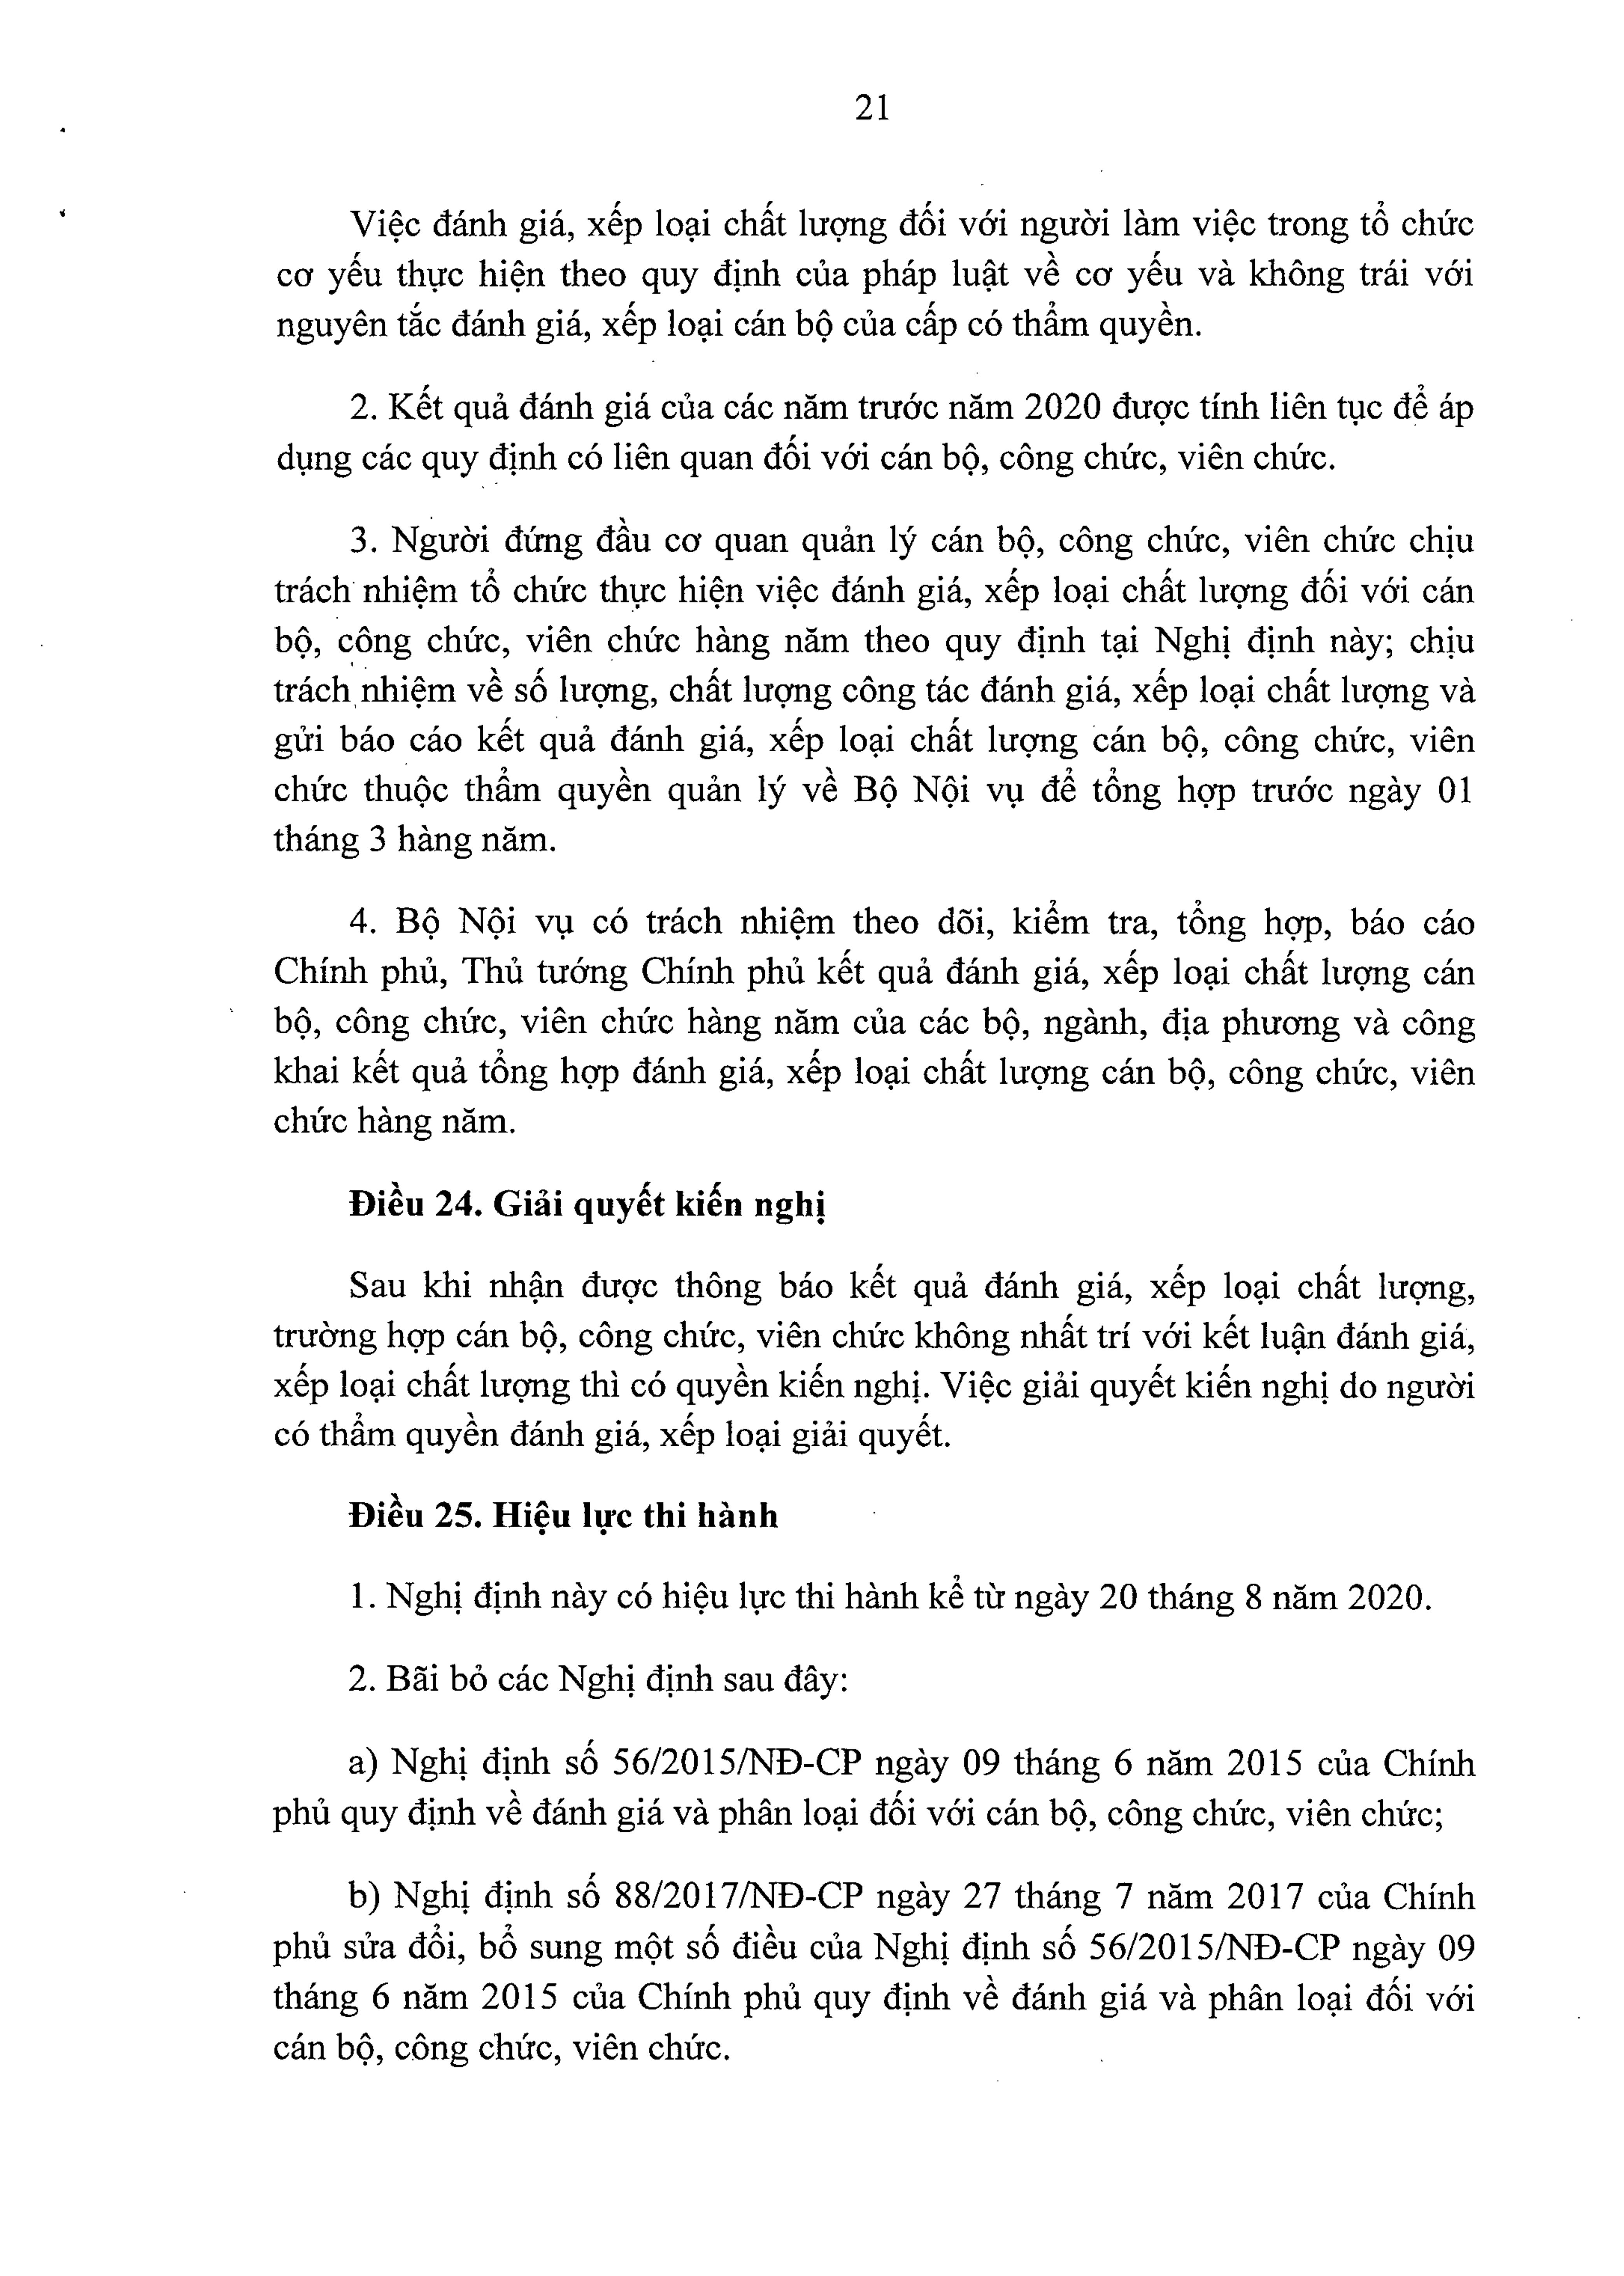 21
Việc đánh giá, xếp loại chất lượng đối với người làm việc trong tổ chức
cơ yếu thực hiện theo quy định của pháp luật về cơ yếu và không trái với
nguyên tắc đánh giá, xếp loại cán bộ của cấp có thẩm quyền.
2. Kết quả đánh giá của các năm trước năm 2020 được tính liên tục để áp
dụng các quy định có liên quan đối với cán bộ, công chức, viên chức.
3. Người đứng đầu cơ quan quản lý cán bộ, công chức, viên chức chịu
trách nhiệm tổ chức thực hiện việc đánh giá, xếp loại chất lượng đối với cán
bộ, công chức, viên chức hàng năm theo quy định tại Nghị định này; chịu
trách nhiệm về số lượng, chất lượng công tác đánh giá, xếp loại chất lượng và
gửi báo cáo kết quả đánh giá, xếp loại chất lượng cán bộ, công chức, viên
chức thuộc thẩm quyền quản lý về Bộ Nội vụ để tổng hợp trước ngày 01
tháng 3 hàng năm.
4. Bộ Nội vụ có trách nhiệm theo dõi, kiểm tra, tổng hợp, báo cáo
Chính phủ, Thủ tướng Chính phủ kết quả đánh giá, xếp loại chất lượng cán
bộ, công chức, viên chức hàng năm của các bộ, ngành, địa phương và công
khai kết quả tổng hợp đánh giá, xếp loại chất lượng cán bộ, công chức, viên
chức hàng năm.
Điều 24. Giải quyết kiến nghị
Sau khi nhận được thông báo kết quả đánh giá, xếp loại chất lượng,
trường hợp cán bộ, công chức, viên chức không nhất trí với kết luận đánh giá,
xếp loại chất lượng thì có quyền kiến nghị. Việc giải quyết kiến nghị do người
có thẩm quyền đánh giá, xếp loại giải quyết.
Điều 25. Hiệu lực thi hành
1. Nghị định này có hiệu lực thi hành kể từ ngày 20 tháng 8 năm 2020.
2. Bãi bỏ các Nghị định sau đây:
a) Nghị định số 56/2015/NĐ-CP ngày 09 tháng 6 năm 2015 của Chính
phủ quy định về đánh giá và phân loại đối với cán bộ, công chức, viên chức;
b) Nghị định số 88/2017/NĐ-CP ngày 27 tháng 7 năm 2017 của Chính
phủ sửa đổi, bổ sung một số điều của Nghị định số 56/2015/NĐ-CP ngày 09
tháng 6 năm 2015 của Chính phủ quy định về đánh giá và phân loại đối với
cán bộ, công chức, viên chức.